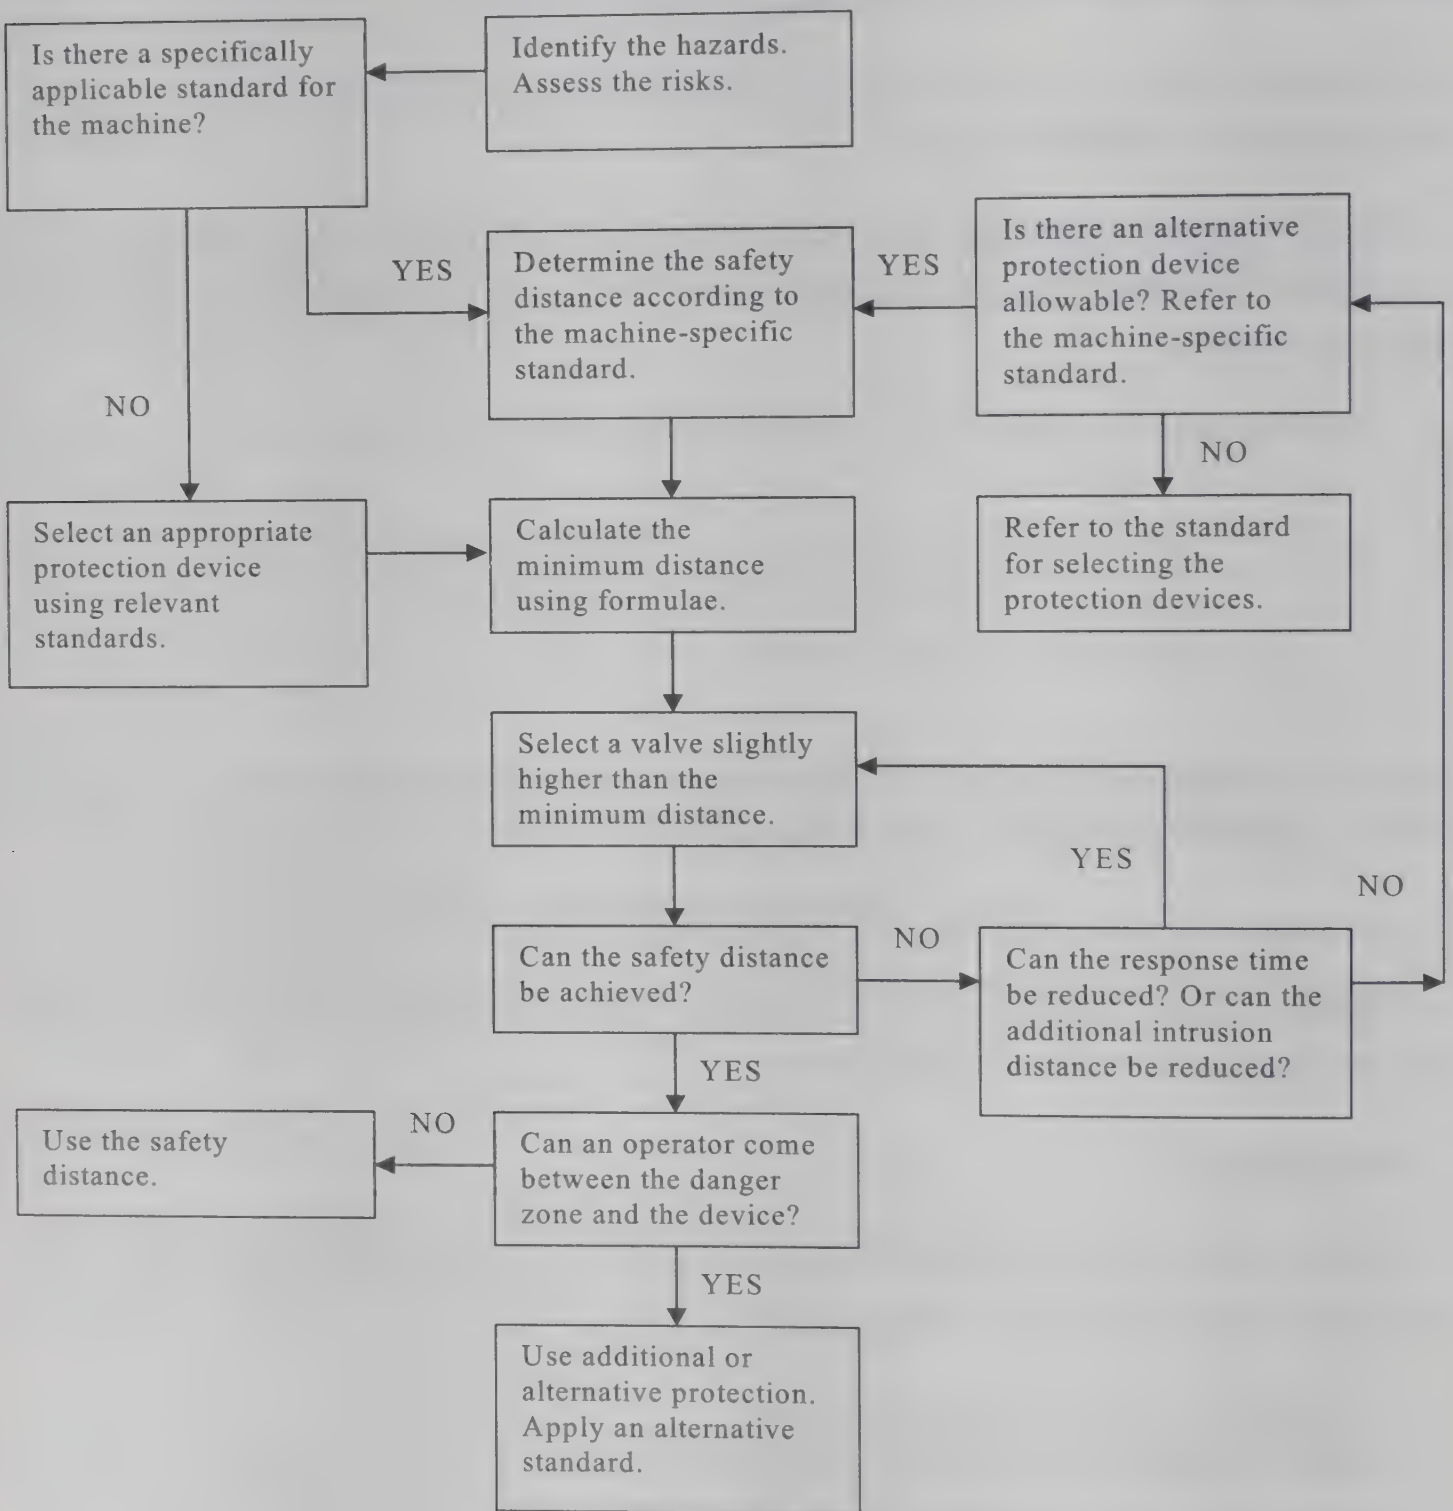 Is there a specifically
applicable standard for
the machine?
Identify the hazards.
Assess the risks.
YES
Determine the safety
distance according to
the machine-specific
standard.
YES
Is there an alternative
protection device
allowable? Refer to
the machine-specific
standard.
NO
NO
Select an appropriate
protection device
using relevant
standards.
Calculate the
minimum distance
using formulae.
Refer to the standard
for selecting the
protection devices.
Select a valve slightly
higher than the
minimum distance.
YES
NO
Can the safety distance
be achieved?
NO
Can the response time
be reduced? Or can the
additional intrusion
distance be reduced?
YES
Use the safety
distance.
NO
Can an operator come
between the danger
zone and the device?
YES
Use additional or
alternative protection.
Apply an alternative
standard.